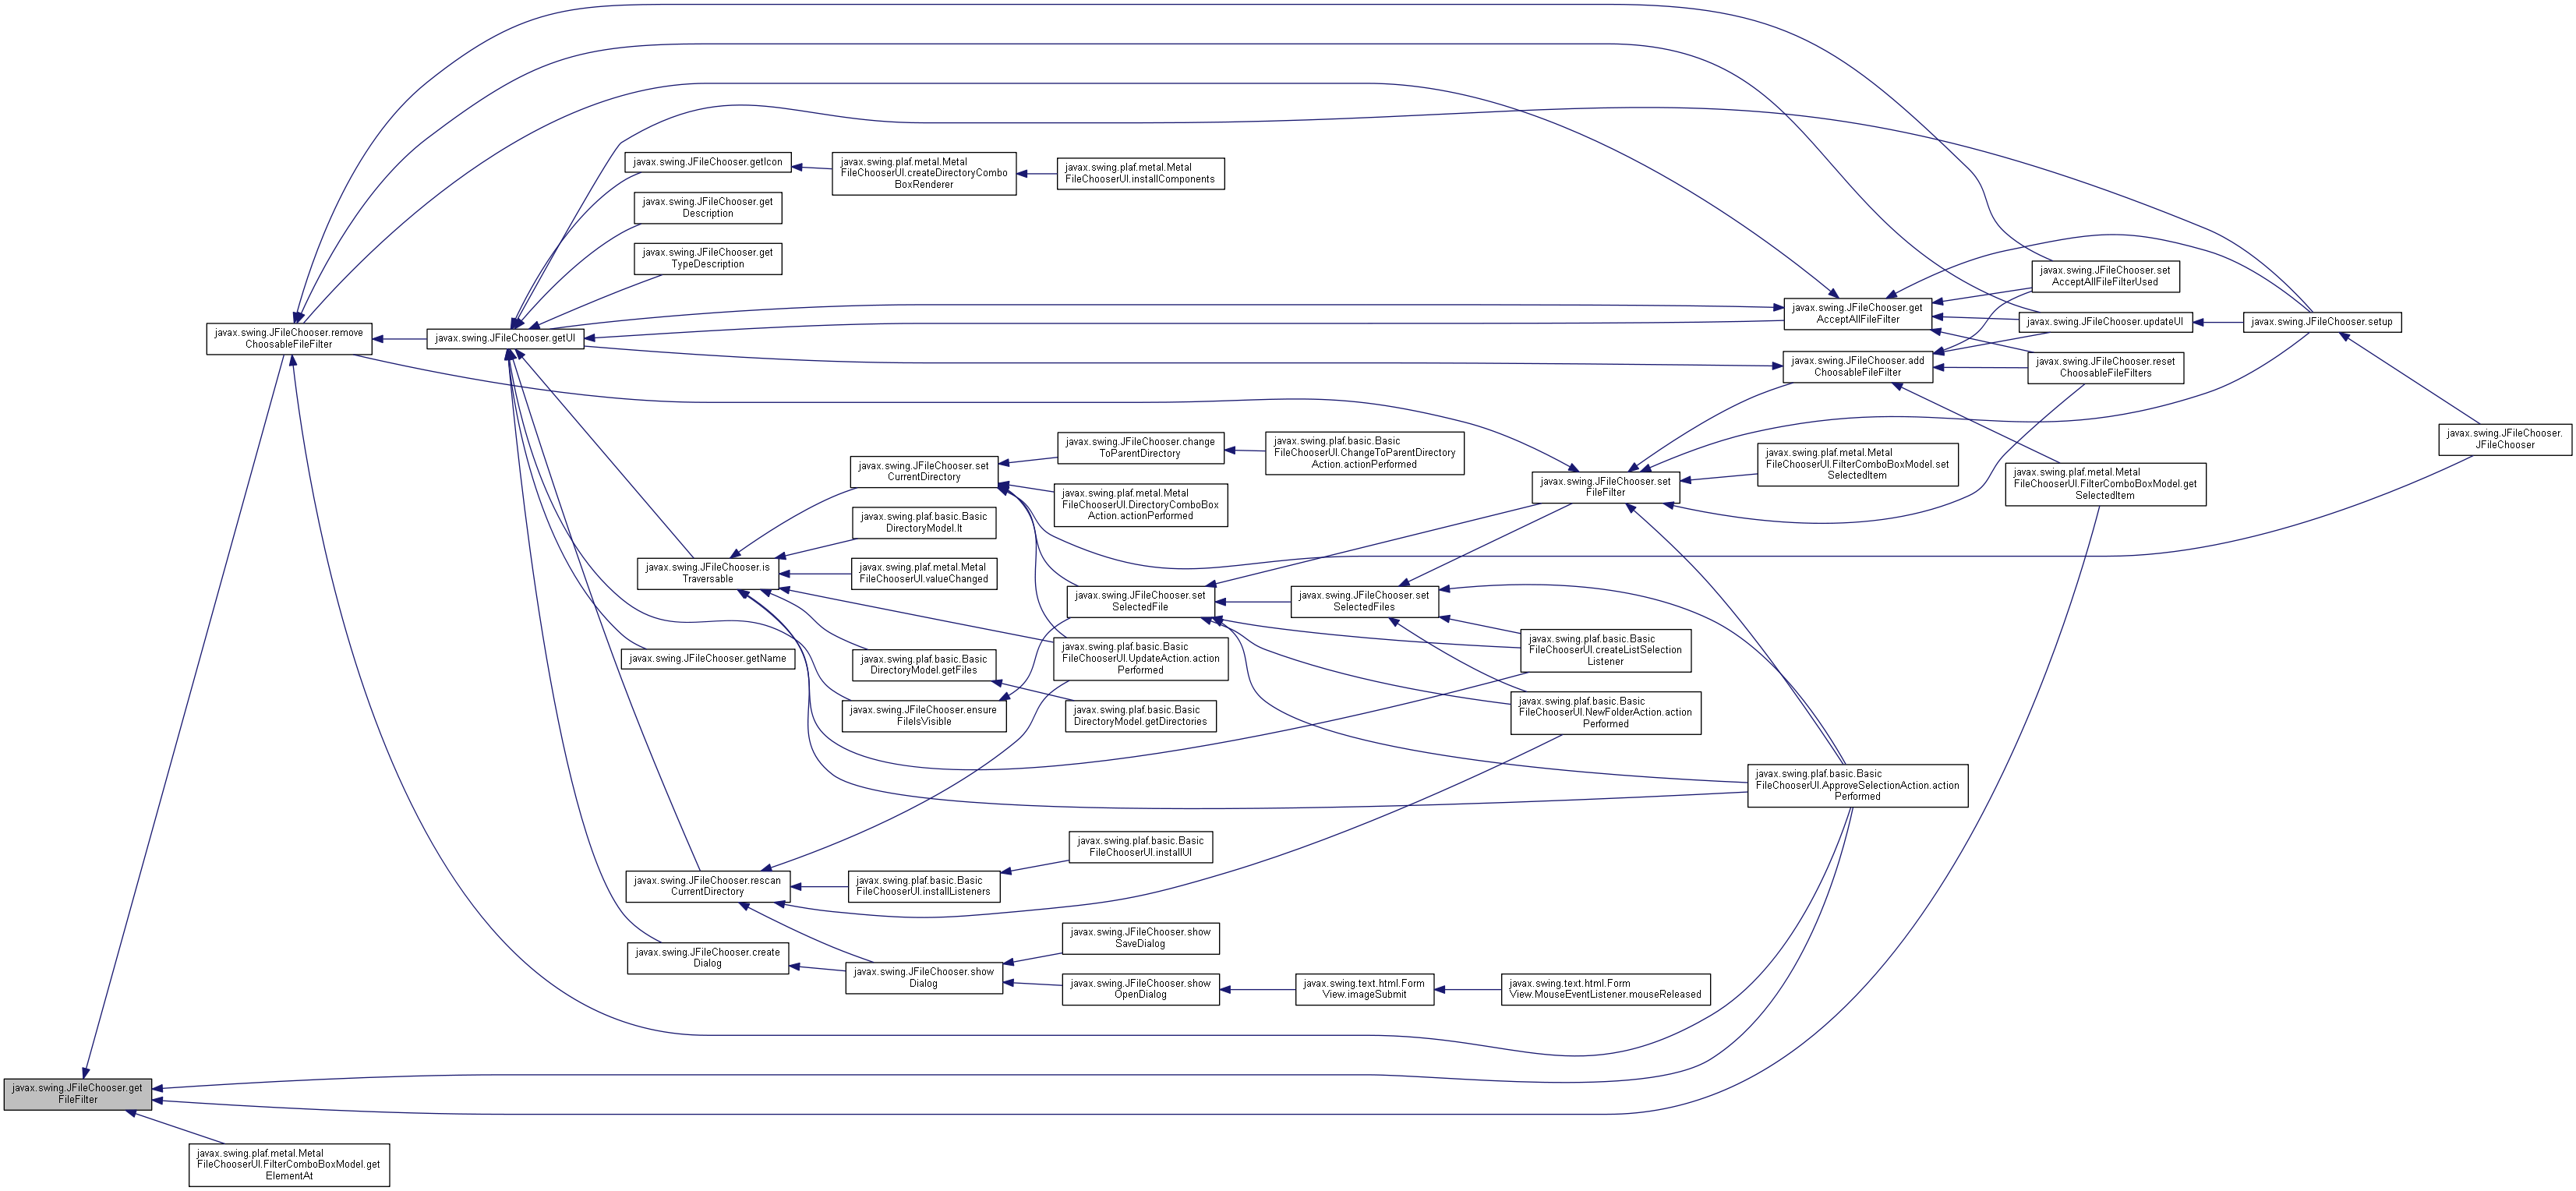 javax.swing.JFileChooser.getIcon
javax.swing.plaf.metal.Metal
FileChooserUI.createDirectoryCombo
BoxRenderer
javax.swing.plaf.metal.Metal
FileChooserUI.installComponents
javax.swing.JFileChooser.get
Description
javax.swing.JFileChooser.get
TypeDescription
javax.swing.JFileChooser.set
AcceptAllFileFilterUsed
javax.swing.JFileChooser.remove
ChoosableFileFilter
javax.swing.JFileChooser.getUI
javax.swing.JFileChooser.get
AcceptAllFileFilter
javax.swing.JFileChooser.updateUI
javax.swing.JFileChooser.setup
javax.swing.JFileChooser.add
ChoosableFileFilter
javax.swing.JFileChooser.reset
ChoosableFileFilters
javax.swing.JFileChooser.
JFileChooser
javax.swing.JFileChooser.set
CurrentDirectory
javax.swing.JFileChooser.change
ToParentDirectory
javax.swing.plaf.basic.Basic
FileChooserUI.ChangeToParentDirectory
Action.actionPerformed
javax.swing.JFileChooser.set
FileFilter
javax.swing.plaf.metal.Metal
FileChooserUI.FilterComboBoxModel.set
SelectedItem
javax.swing.plaf.metal.Metal
FileChooserUI.FilterComboBoxModel.get
SelectedItem
javax.swing.plaf.metal.Metal
FileChooserUI.DirectoryComboBox
Action.actionPerformed
javax.swing.plaf.basic.Basic
DirectoryModel.lt
javax.swing.JFileChooser.is
Traversable
javax.swing.plaf.metal.Metal
FileChooserUI.valueChanged
javax.swing.JFileChooser.set
SelectedFile
javax.swing.JFileChooser.set
SelectedFiles
javax.swing.JFileChooser.getName
javax.swing.plaf.basic.Basic
DirectoryModel.getFiles
javax.swing.plaf.basic.Basic
FileChooserUI.UpdateAction.action
Performed
javax.swing.plaf.basic.Basic
FileChooserUI.createListSelection
Listener
javax.swing.JFileChooser.ensure
FileIsVisible
javax.swing.plaf.basic.Basic
DirectoryModel.getDirectories
javax.swing.plaf.basic.Basic
FileChooserUI.NewFolderAction.action
Performed
javax.swing.plaf.basic.Basic
FileChooserUI.ApproveSelectionAction.action
Performed
javax.swing.plaf.basic.Basic
FileChooserUI.installUI
javax.swing.JFileChooser.rescan
CurrentDirectory
javax.swing.plaf.basic.Basic
FileChooserUI.installListeners
javax.swing.JFileChooser.create
Dialog
javax.swing.JFileChooser.show
Dialog
javax.swing.JFileChooser.show
SaveDialog
javax.swing.JFileChooser.show
OpenDialog
javax.swing.text.html.Form
View.imageSubmit
javax.swing.text.html.Form
View.MouseEventListener.mouseReleased
javax.swing.JFileChooser.get
FileFilter
javax.swing.plaf.metal.Metal
FileChooserUI.FilterComboBoxModel.get
ElementAt